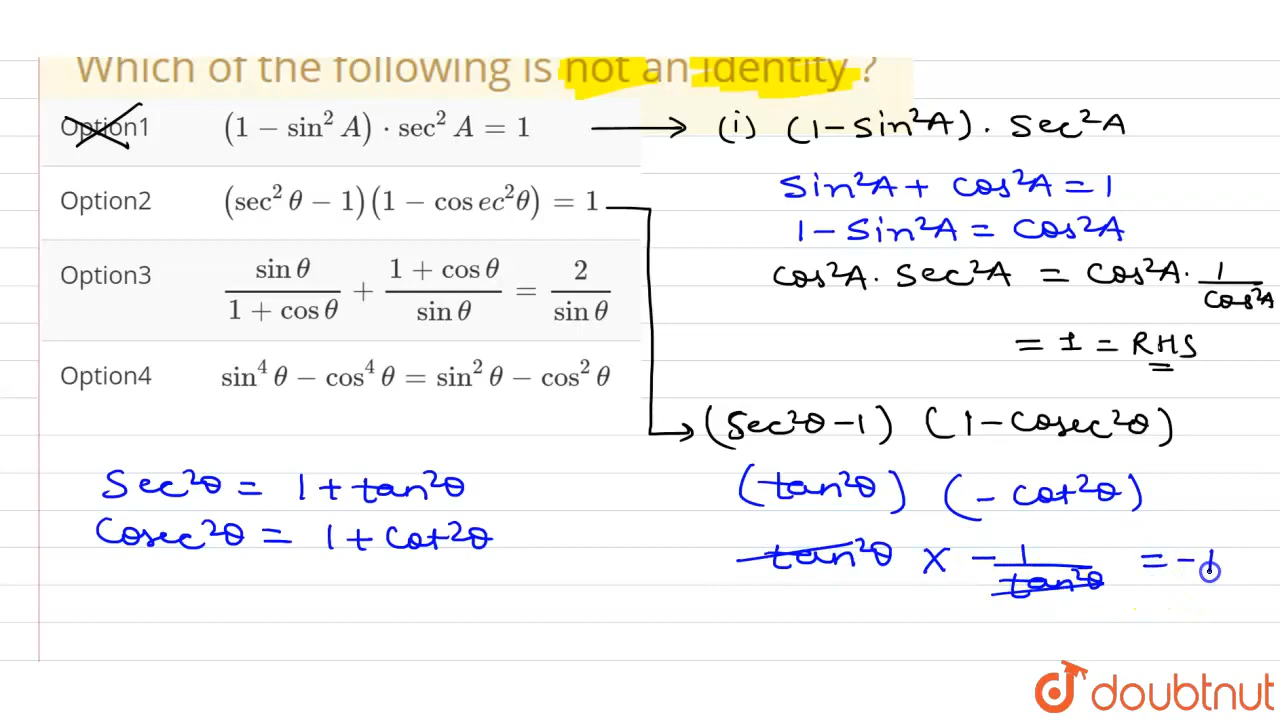 Which of the following is not an identity ?
Option1 (1 − sin² A) · sec² A = 1
Option2 (sec² θ − 1)(1 − cos ec²θ) = 1
Option3 sin θ / 1 + cos θ + 1 + cos θ / sin θ = 2 / sin θ
Option4 sin⁴ θ − cos⁴ θ = sin² θ − cos² θ
(i) (1 − sin²A) · sec²A
sin²A + cos²A = 1
1 − sin²A = cos²A
cos²A · sec²A = cos²A · 1 / cos²A
= 1 = RHS
(sec²θ − 1) (1 − cosec²θ)
sec²θ = 1 + tan²θ
cosec²θ = 1 + cot²θ
(tan²θ) (− cot²θ)
tan²θ × − 1 / tan²θ = −1
doubtnut